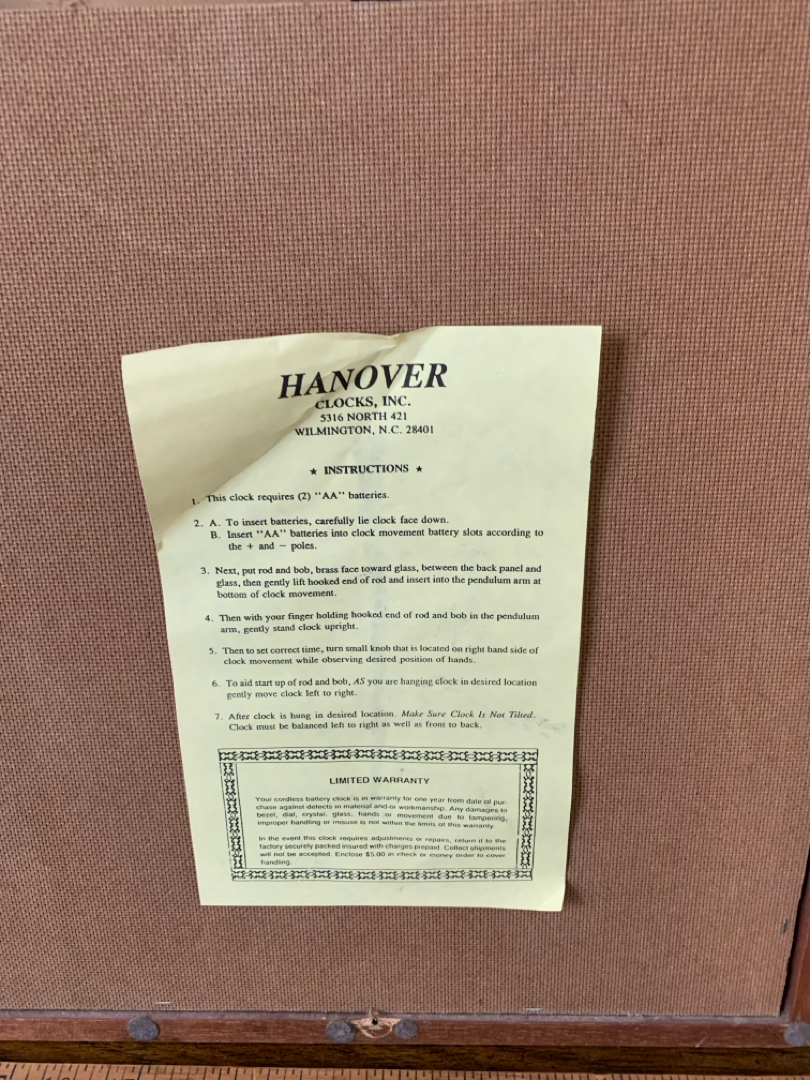 HANOVER
CLOCKS, INC.
5316 NORTH 421
WILMINGTON, N.C. 28401
★ INSTRUCTIONS ★
1. This clock requires (2) "AA" batteries.
2. A. To insert batteries, carefully lie clock face down.
B. Insert "AA" batteries into clock movement battery slots according to
the + and − poles.
3. Next, put rod and bob, brass face toward glass, between the back panel and
glass, then gently lift hooked end of rod and insert into the pendulum arm at
bottom of clock movement.
4. Then with your finger holding hooked end of rod and bob in the pendulum
arm, gently stand clock upright.
5. Then to set correct time, turn small knob that is located on right hand side of
clock movement while observing desired position of hands.
6. To aid start up of rod and bob, AS you are hanging clock in desired location
gently move clock left to right.
7. After clock is hung in desired location. Make Sure Clock Is Not Tilted.
Clock must be balanced left to right as well as front to back.
LIMITED WARRANTY
Your cordless battery clock is in warranty for one year from date of pur-
chase against defects in material and or workmanship. Any damages to
bezel, dial, crystal, glass, hands or movement due to tampering,
improper handling or misuse is not within the limits of this warranty.
In the event this clock requires adjustments or repairs, return it to the
factory securely packed insured with charges prepaid. Collect shipments
will not be accepted. Enclose $5.00 in check or money order to cover
handling.